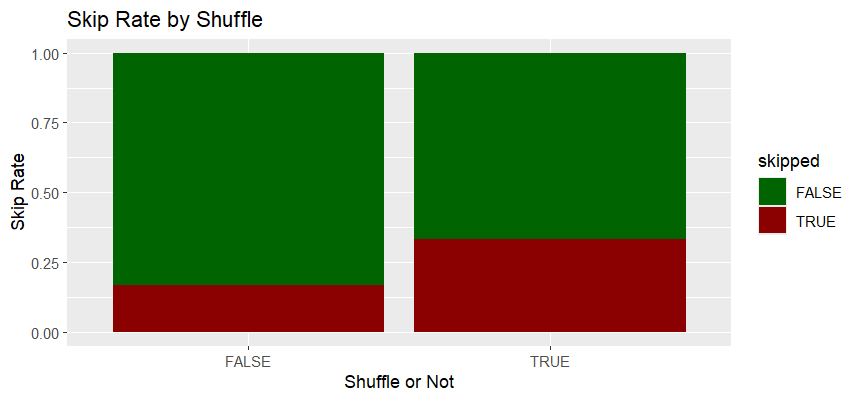 Skip Rate by Shuffle
1.00
0.75
0.50
0.25
0.00
Skip Rate
FALSE
TRUE
Shuffle or Not
skipped
FALSE
TRUE